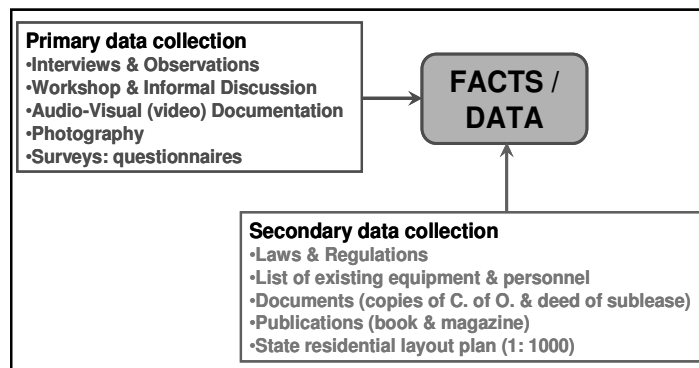 Primary data collection
•Interviews & Observations
•Workshop & Informal Discussion
•Audio-Visual (video) Documentation
•Photography
•Surveys: questionnaires
FACTS /
DATA
Secondary data collection
•Laws & Regulations
•List of existing equipment & personnel
•Documents (copies of C. of O. & deed of sublease)
•Publications (book & magazine)
•State residential layout plan (1: 1000)